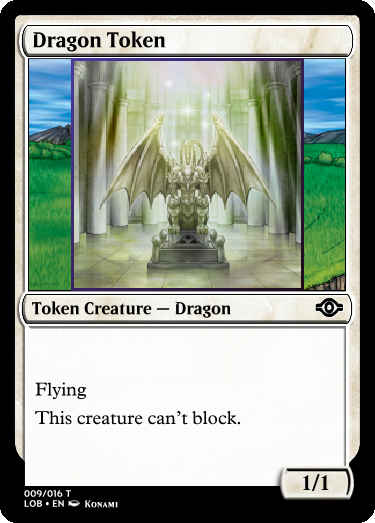 Dragon Token
Token Creature — Dragon
Flying
This creature can't block.
1/1
009/016 T
LOB • EN Konami